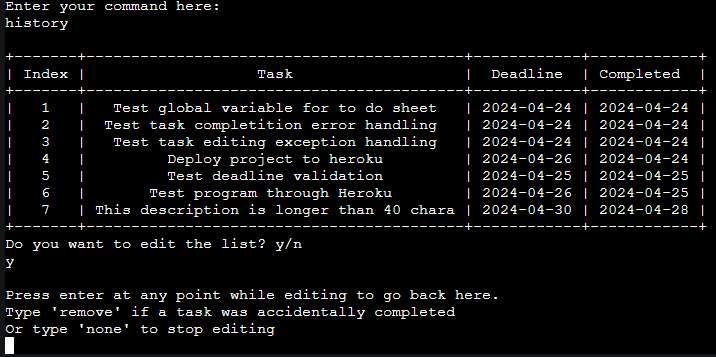 Enter your command here:
history
+-------+-----------------------------------------+------------+------------+
| Index |                   Task                  |  Deadline  | Completed  |
+-------+-----------------------------------------+------------+------------+
|   1   |   Test global variable for to do sheet   | 2024-04-24 | 2024-04-24 |
|   2   |  Test task completition error handling   | 2024-04-24 | 2024-04-24 |
|   3   |   Test task editing exception handling   | 2024-04-24 | 2024-04-24 |
|   4   |         Deploy project to heroku         | 2024-04-26 | 2024-04-24 |
|   5   |         Test deadline validation         | 2024-04-25 | 2024-04-25 |
|   6   |       Test program through Heroku        | 2024-04-26 | 2024-04-25 |
|   7   | This description is longer than 40 chara | 2024-04-30 | 2024-04-28 |
+-------+-----------------------------------------+------------+------------+
Do you want to edit the list? y/n
y
Press enter at any point while editing to go back here.
Type 'remove' if a task was accidentally completed
Or type 'none' to stop editing